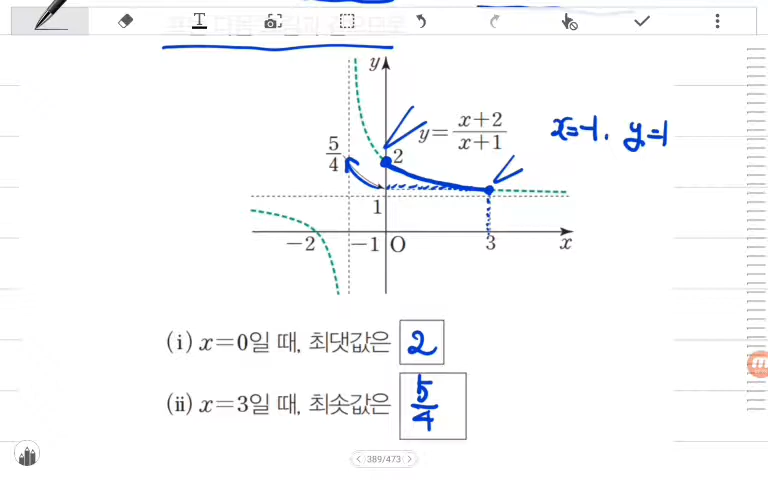 T
y
y=x+2/x+1
x=-1, y=1
5/4
2
1
-2 -1 O 3 x
(i) x=0일 때, 최댓값은 2
(ii) x=3일 때, 최솟값은 5/4
389/473